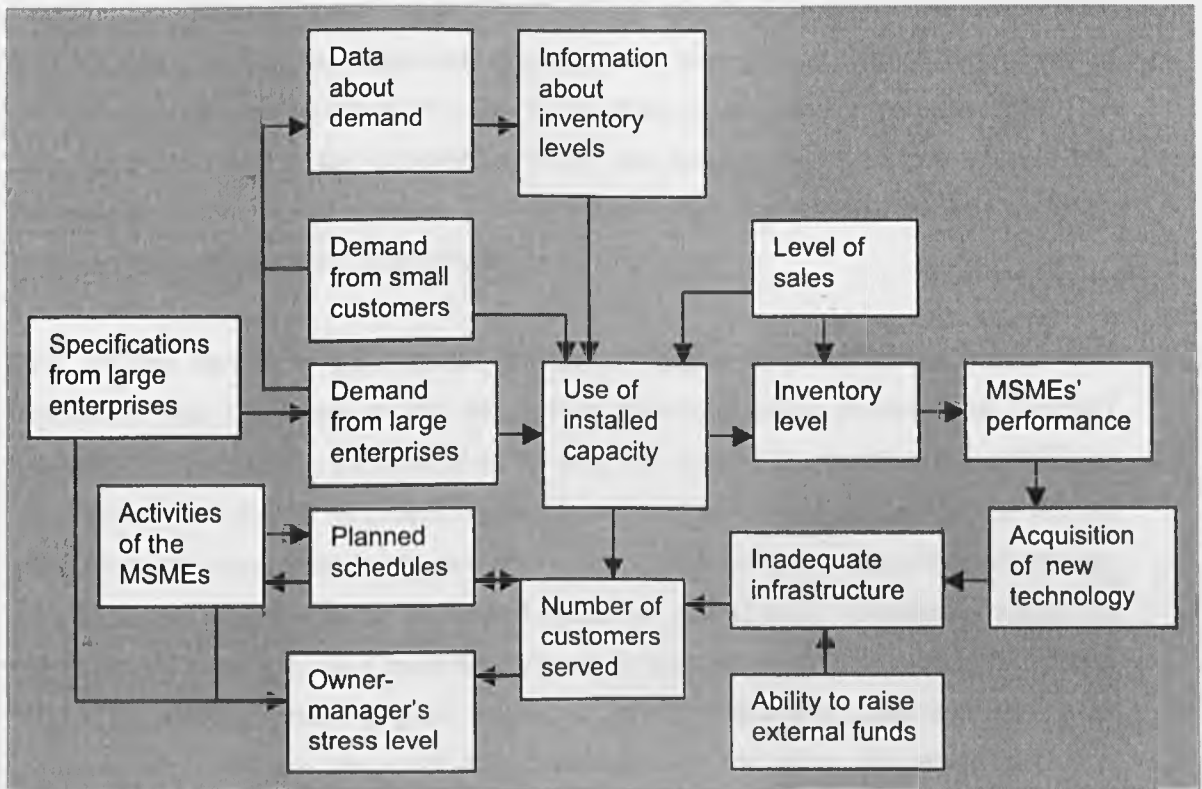 Data
about
demand
Information
about
inventory
levels
Demand
from small
customers
Level of
sales
Specifications
from large
enterprises
Demand
from large
enterprises
Use of
installed
capacity
Inventory
level
MSMEs'
performance
Activities
of the
MSMEs
Planned
schedules
Number of
customers
served
Inadequate
infrastructure
Acquisition
of new
technology
Owner-
manager's
stress level
Ability to raise
external funds